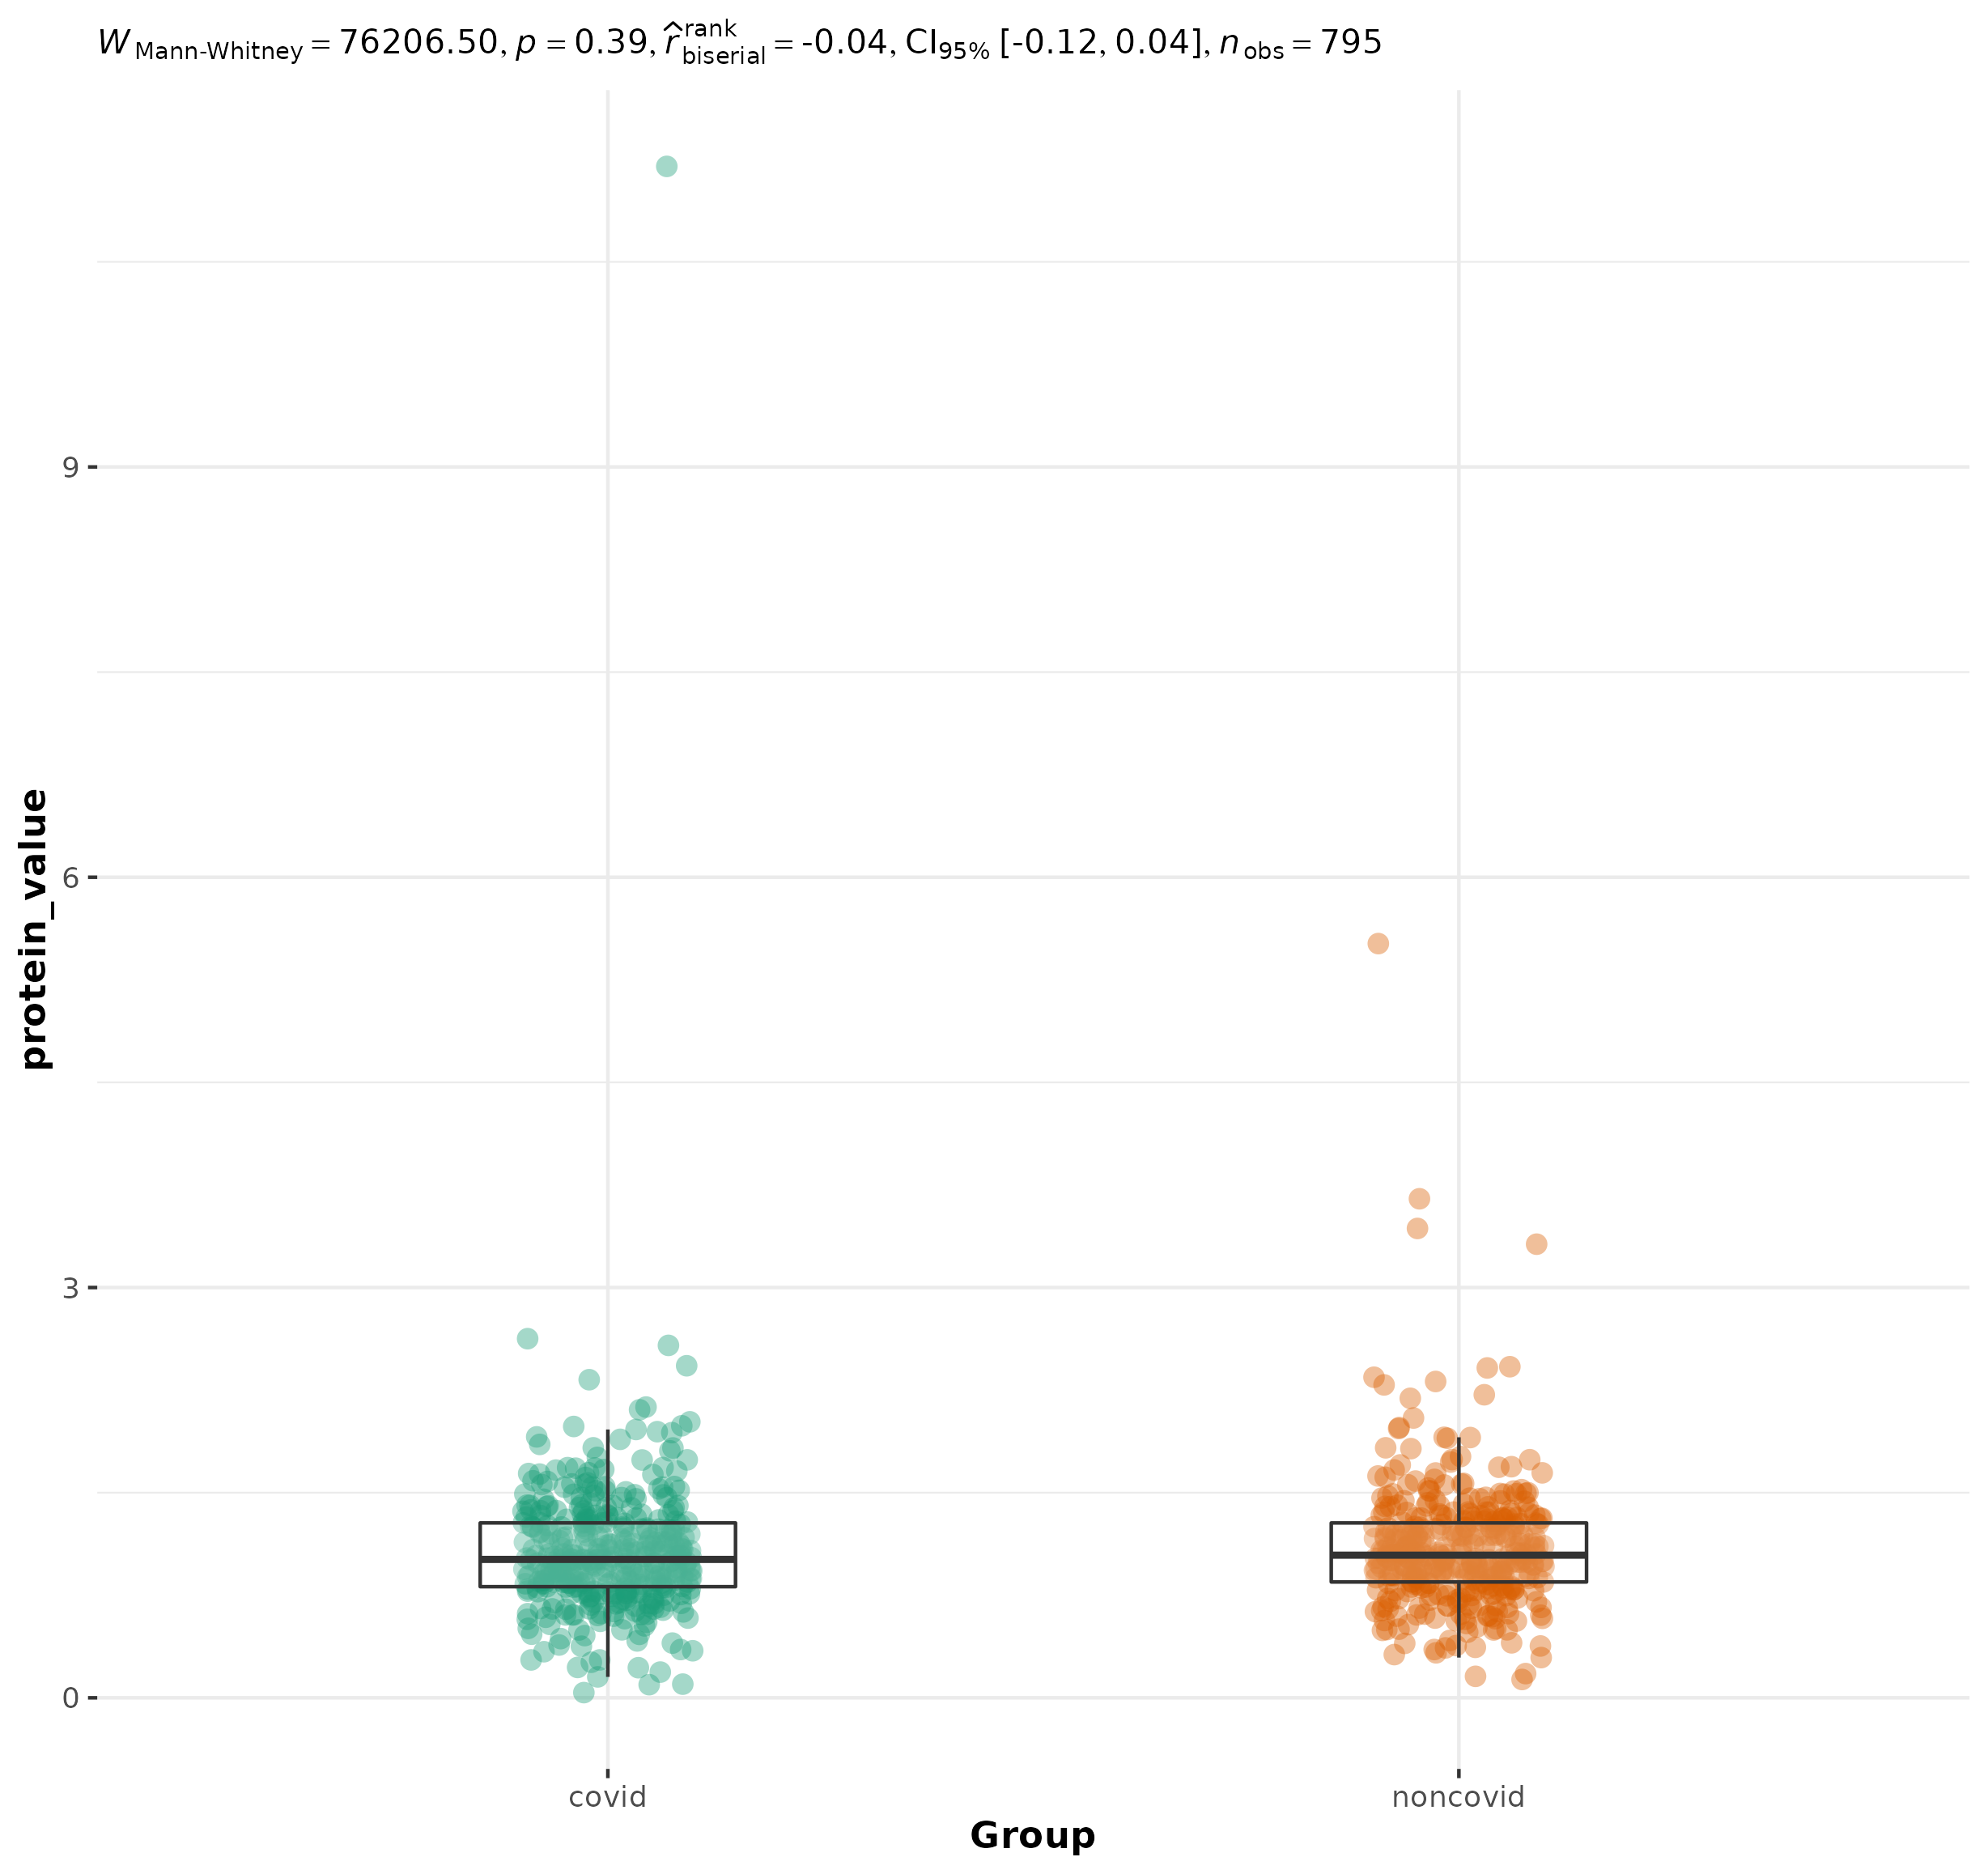 W Mann-Whitney = 76206.50, p = 0.39, r̂ rank biserial = -0.04, CI95% [-0.12, 0.04], n obs = 795
protein_value
9
6
3
0
covid noncovid
Group